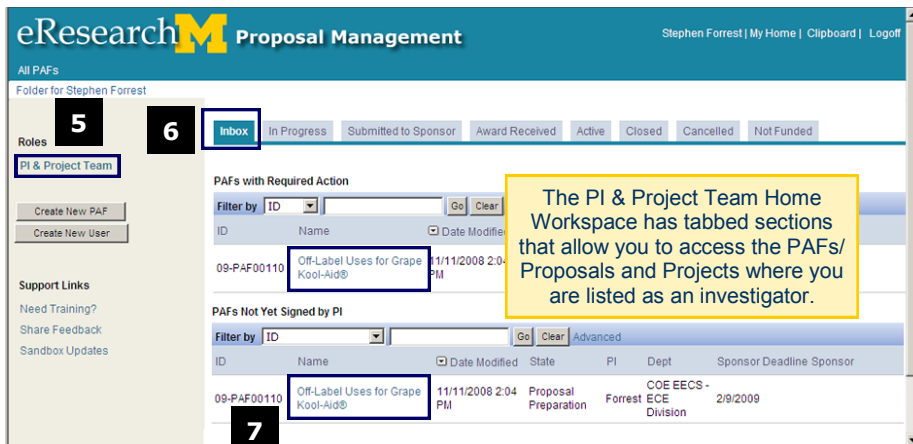 eResearch M Proposal Management
Stephen Forrest | My Home | Clipboard | Logoff
All PAFs
Folder for Stephen Forrest
5
Roles
PI & Project Team
Create New PAF
Create New User
Support Links
Need Training?
Share Feedback
Sandbox Updates
6
Inbox In Progress Submitted to Sponsor Award Received Active Closed Cancelled Not Funded
PAFs with Required Action
Filter by ID Go Clear
ID Name Date Modified
09-PAF00110 Off-Label Uses for Grape 11/11/2008 2:04
Kool-Aid® PM
The PI & Project Team Home
Workspace has tabbed sections
that allow you to access the PAFs/
Proposals and Projects where you
are listed as an investigator.
PAFs Not Yet Signed by PI
Filter by ID Go Clear Advanced
ID Name Date Modified State PI Dept Sponsor Deadline Sponsor
09-PAF00110 Off-Label Uses for Grape 11/11/2008 2:04 Proposal Forrest COE EECS - 2/9/2009
Kool-Aid® PM Preparation ECE
Division
7